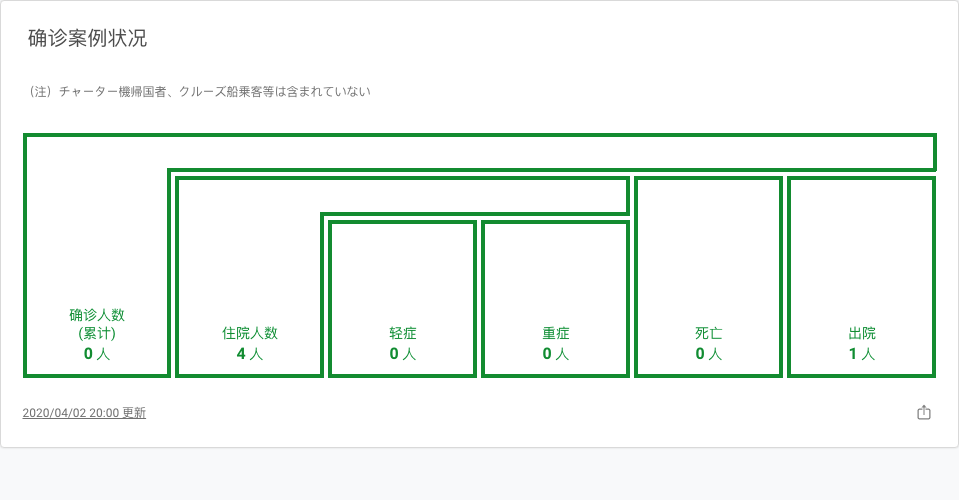 确诊案例状况
（注）チャーター機帰国者、クルーズ船乗客等は含まれていない
确诊人数
(累计)
0 人
住院人数
4 人
轻症
0 人
重症
0 人
死亡
0 人
出院
1 人
2020/04/02 20:00 更新